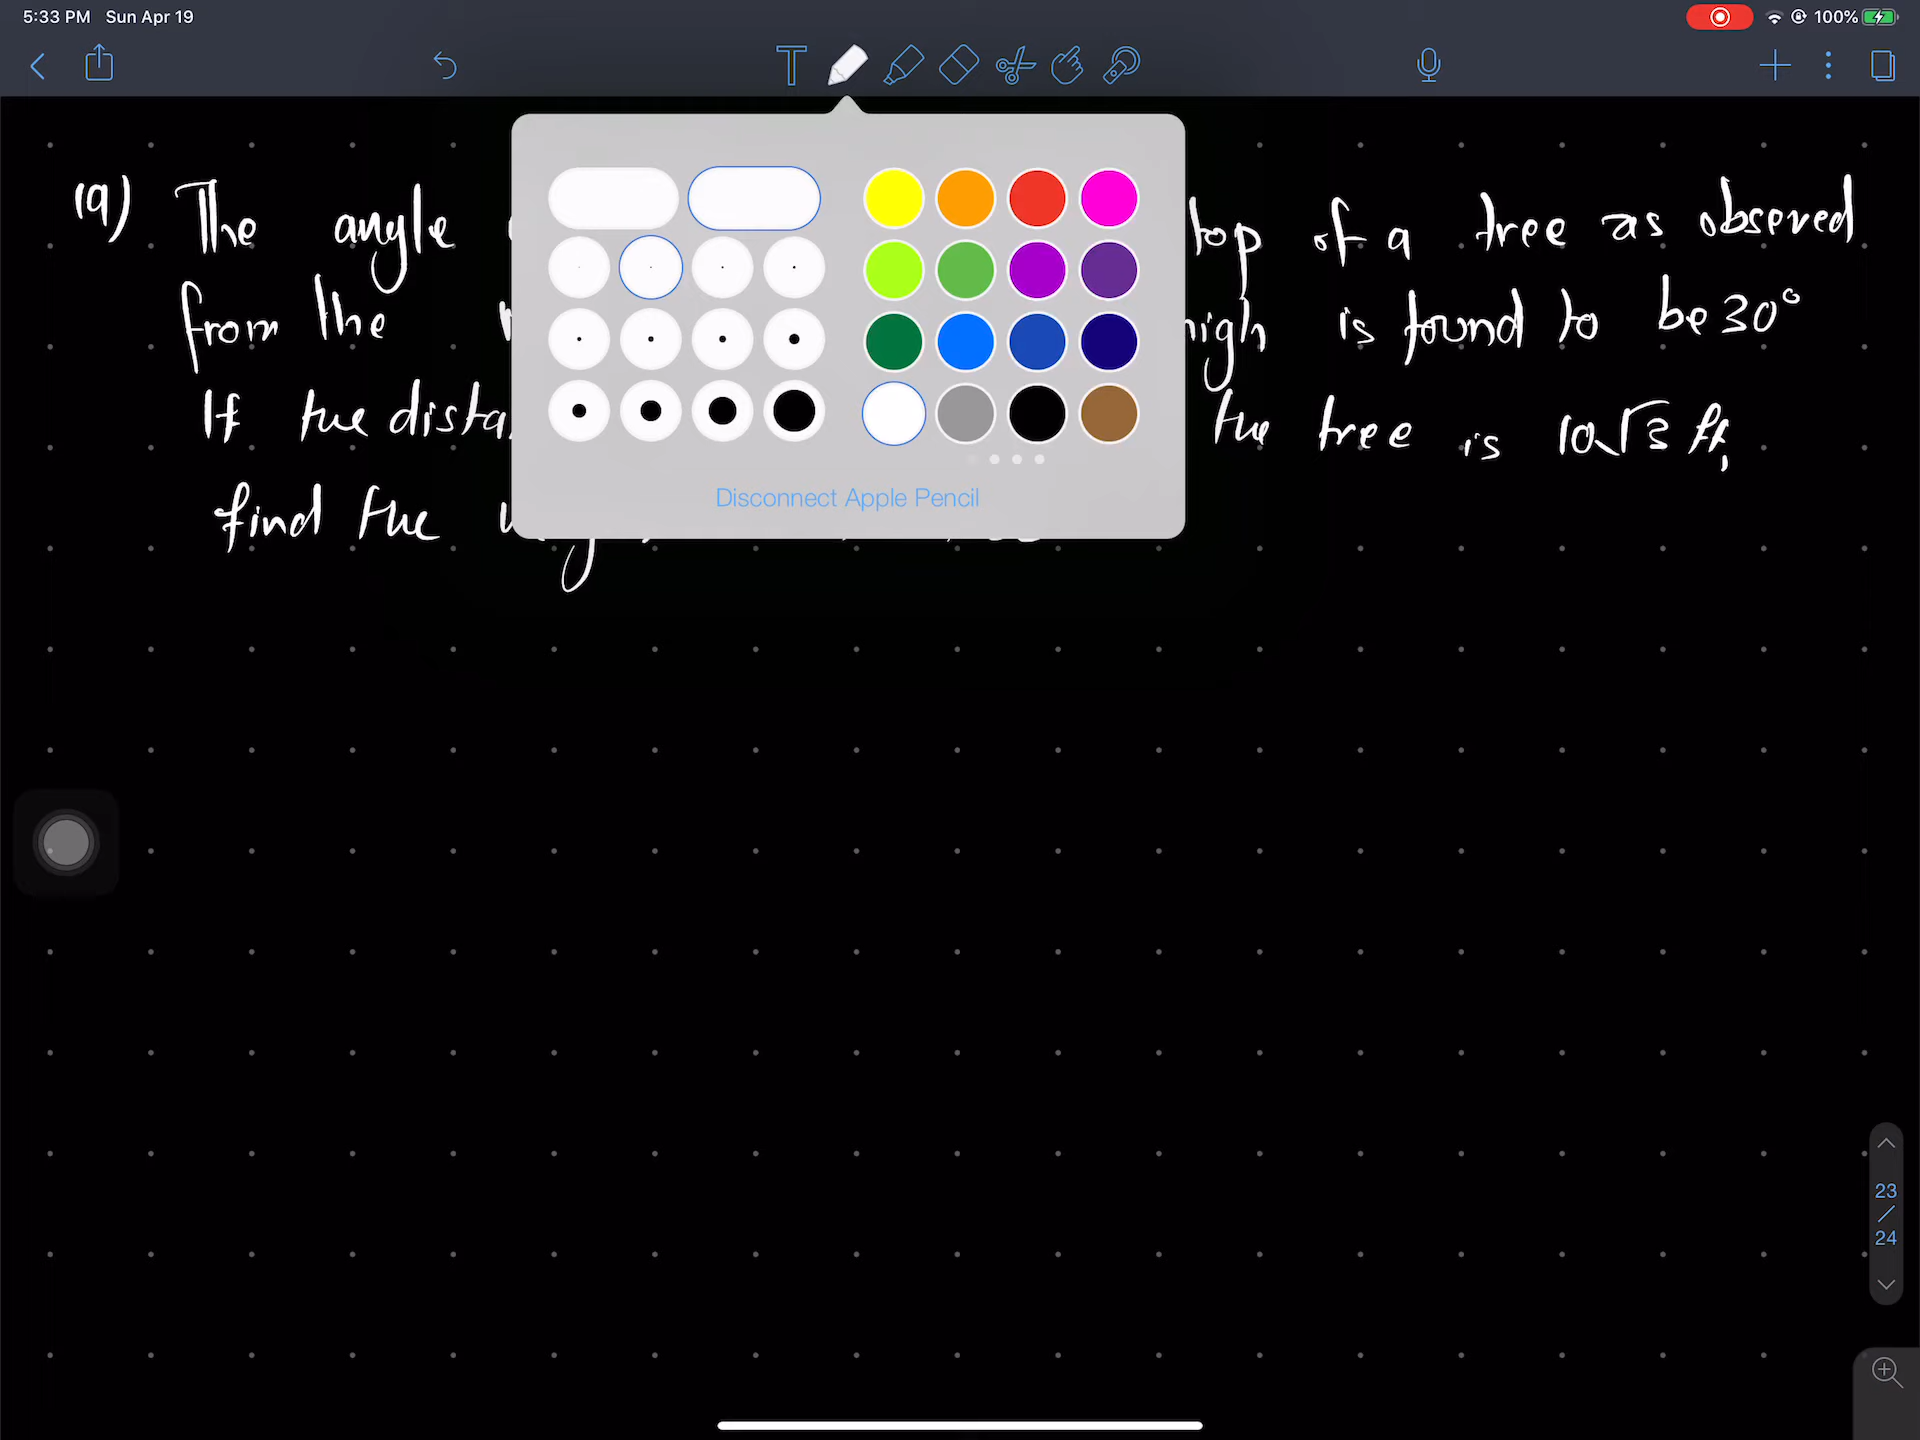 5:33 PM Sun Apr 19
100%
19) The angle top of a tree as observed
from the high is found to be 30°
If the dista the tree is 10√3 ft,
find the
Disconnect Apple Pencil
23
/
24